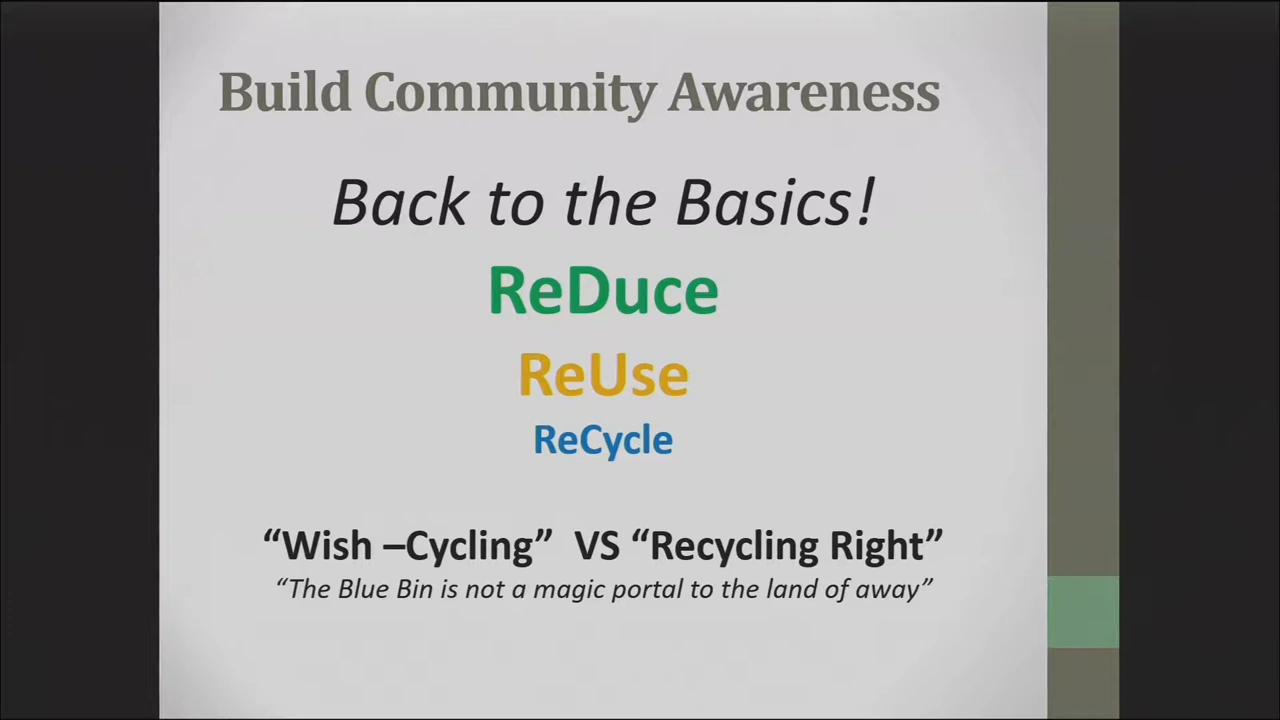 Build Community Awareness
Back to the Basics!
ReDuce
ReUse
ReCycle
“Wish –Cycling”  VS “Recycling Right”
“The Blue Bin is not a magic portal to the land of away”